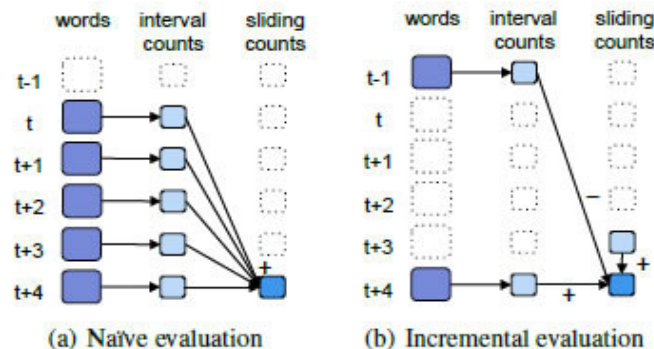 words interval counts sliding counts
t-1
t
t+1
t+2
t+3
+
t+4
(a) Naïve evaluation
words interval counts sliding counts
t-1
t
t+1
t+2
−
t+3
+
t+4
+
(b) Incremental evaluation